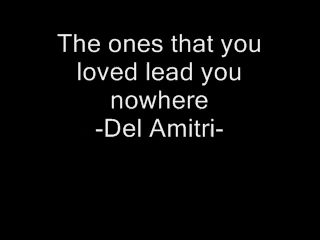 The ones that you
loved lead you
nowhere
-Del Amitri-